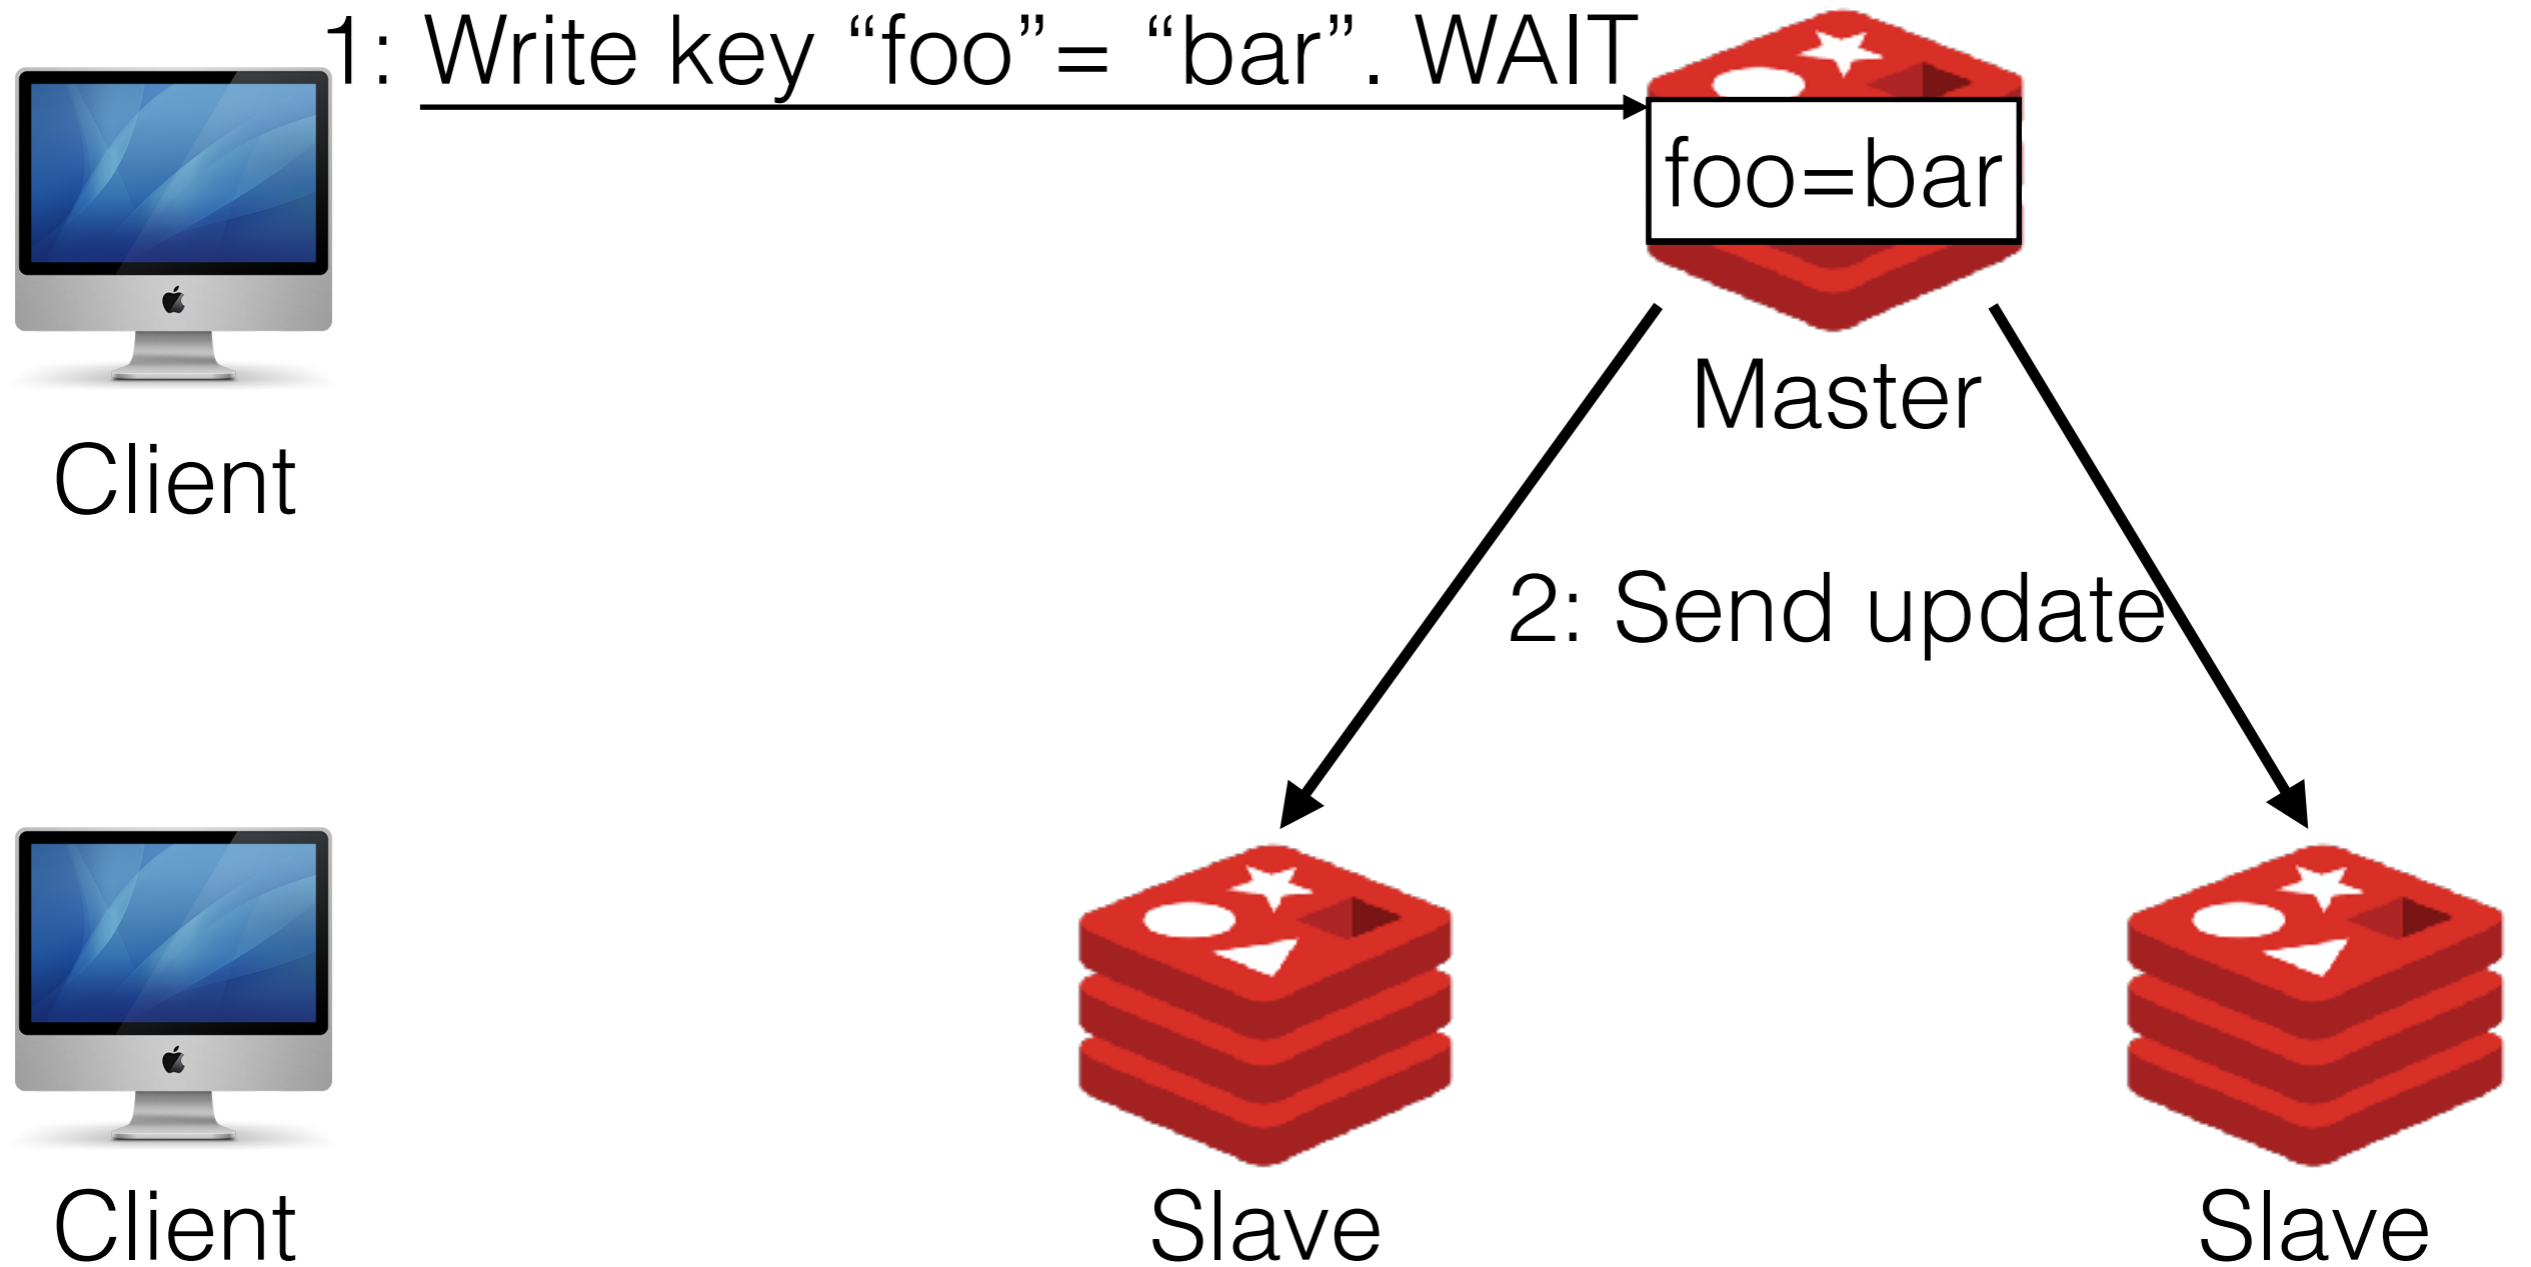 1: Write key “foo”= “bar”. WAIT
foo=bar
Master
Client
2: Send update
Client
Slave
Slave